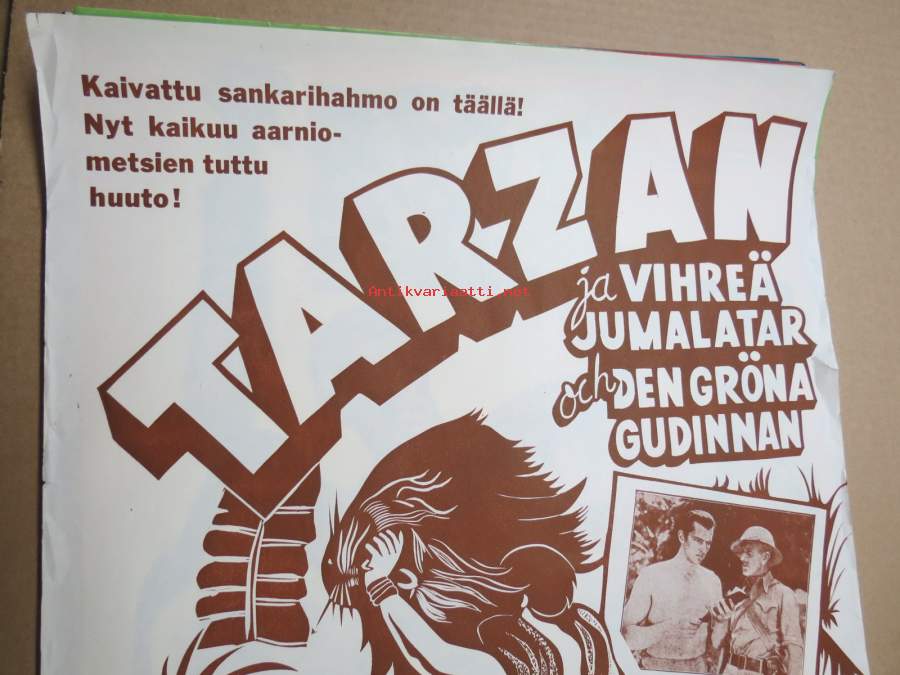 Kaivattu sankarihahmo on täällä!
Nyt kaikuu aarnio-
metsien tuttu
huuto!
TARZAN
ja VIHREÄ
JUMALATAR
och DEN GRÖNA
GUDINNAN
Antikvariaatti.net